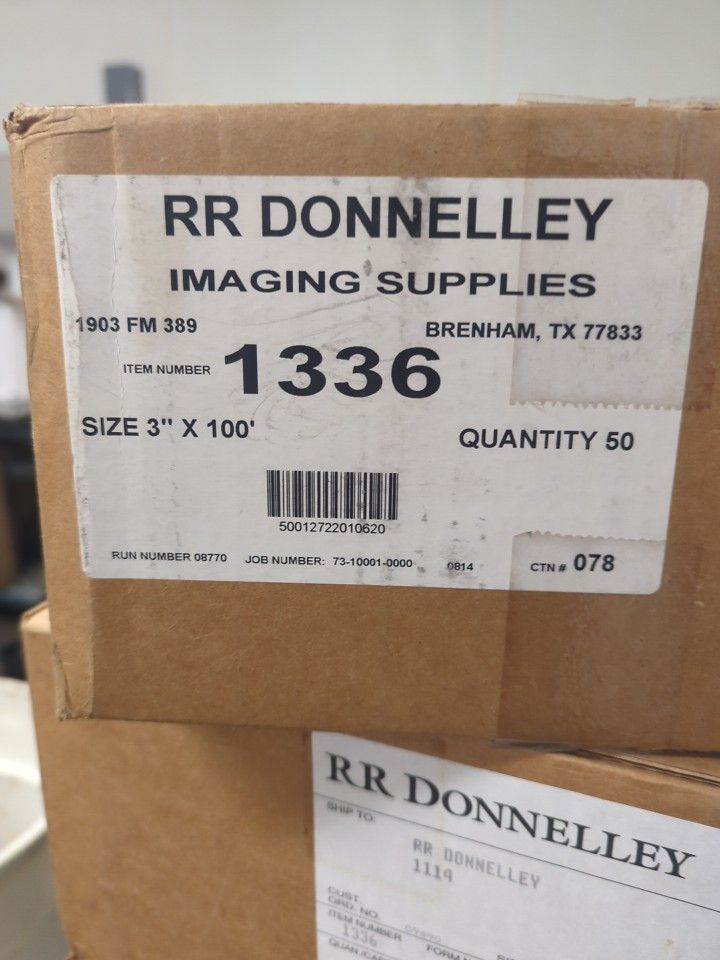 RR DONNELLEY
IMAGING SUPPLIES
1903 FM 389 BRENHAM, TX 77833
ITEM NUMBER 1336
SIZE 3" X 100' QUANTITY 50
50012722010620
RUN NUMBER 08770 JOB NUMBER: 73-10001-0000 0814 CTN # 078
RR DONNELLEY
SHIP TO:
RR DONNELLEY
1114
CUST.
ORD. NO.
ITEM NUMBER
1336